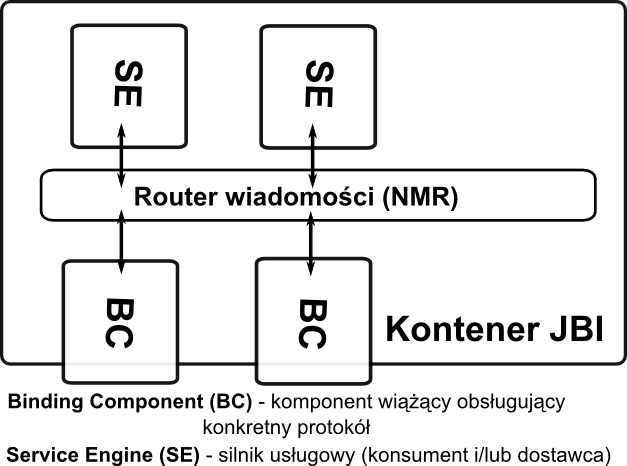 SE
SE
Router wiadomości (NMR)
BC
BC
Kontener JBI
Binding Component (BC) - komponent wiążący obsługujący
konkretny protokół
Service Engine (SE) - silnik usługowy (konsument i/lub dostawca)